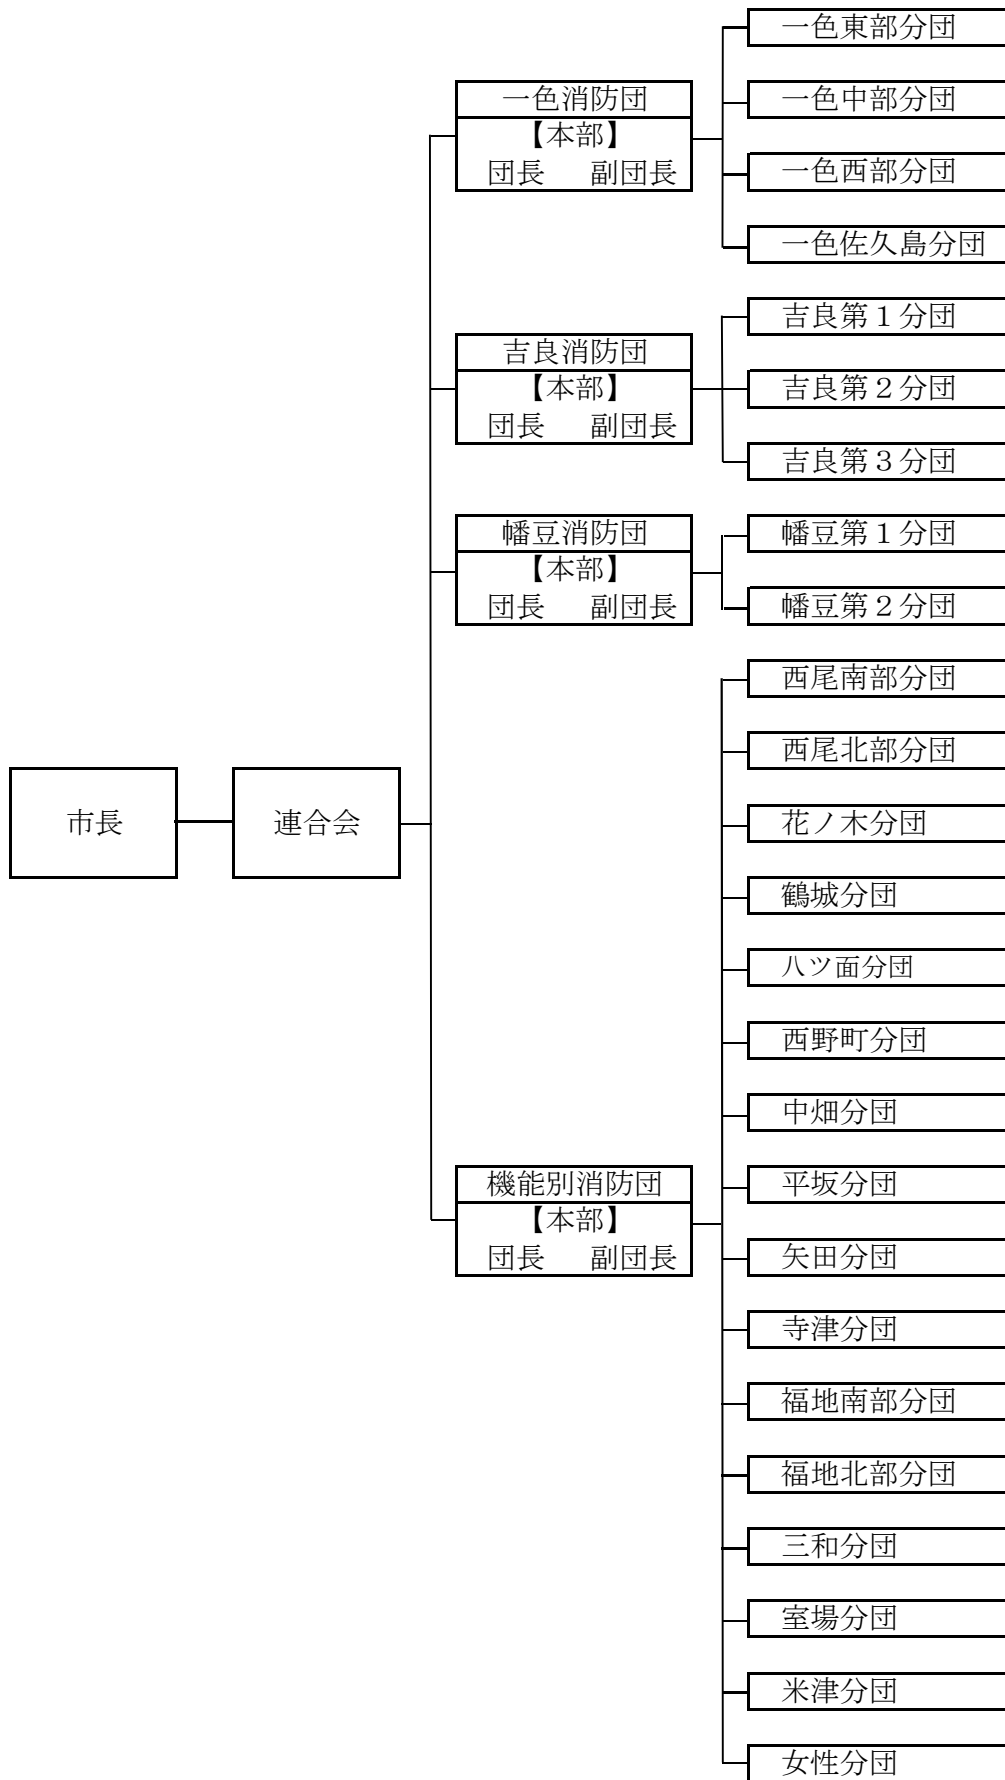 一色東部分団
一色消防団
【本部】
団長　副団長
一色中部分団
一色西部分団
一色佐久島分団
吉良消防団
【本部】
団長　副団長
吉良第１分団
吉良第２分団
吉良第３分団
幡豆消防団
【本部】
団長　副団長
幡豆第１分団
幡豆第２分団
市長
連合会
機能別消防団
【本部】
団長　副団長
西尾南部分団
西尾北部分団
花ノ木分団
鶴城分団
八ツ面分団
西野町分団
中畑分団
平坂分団
矢田分団
寺津分団
福地南部分団
福地北部分団
三和分団
室場分団
米津分団
女性分団